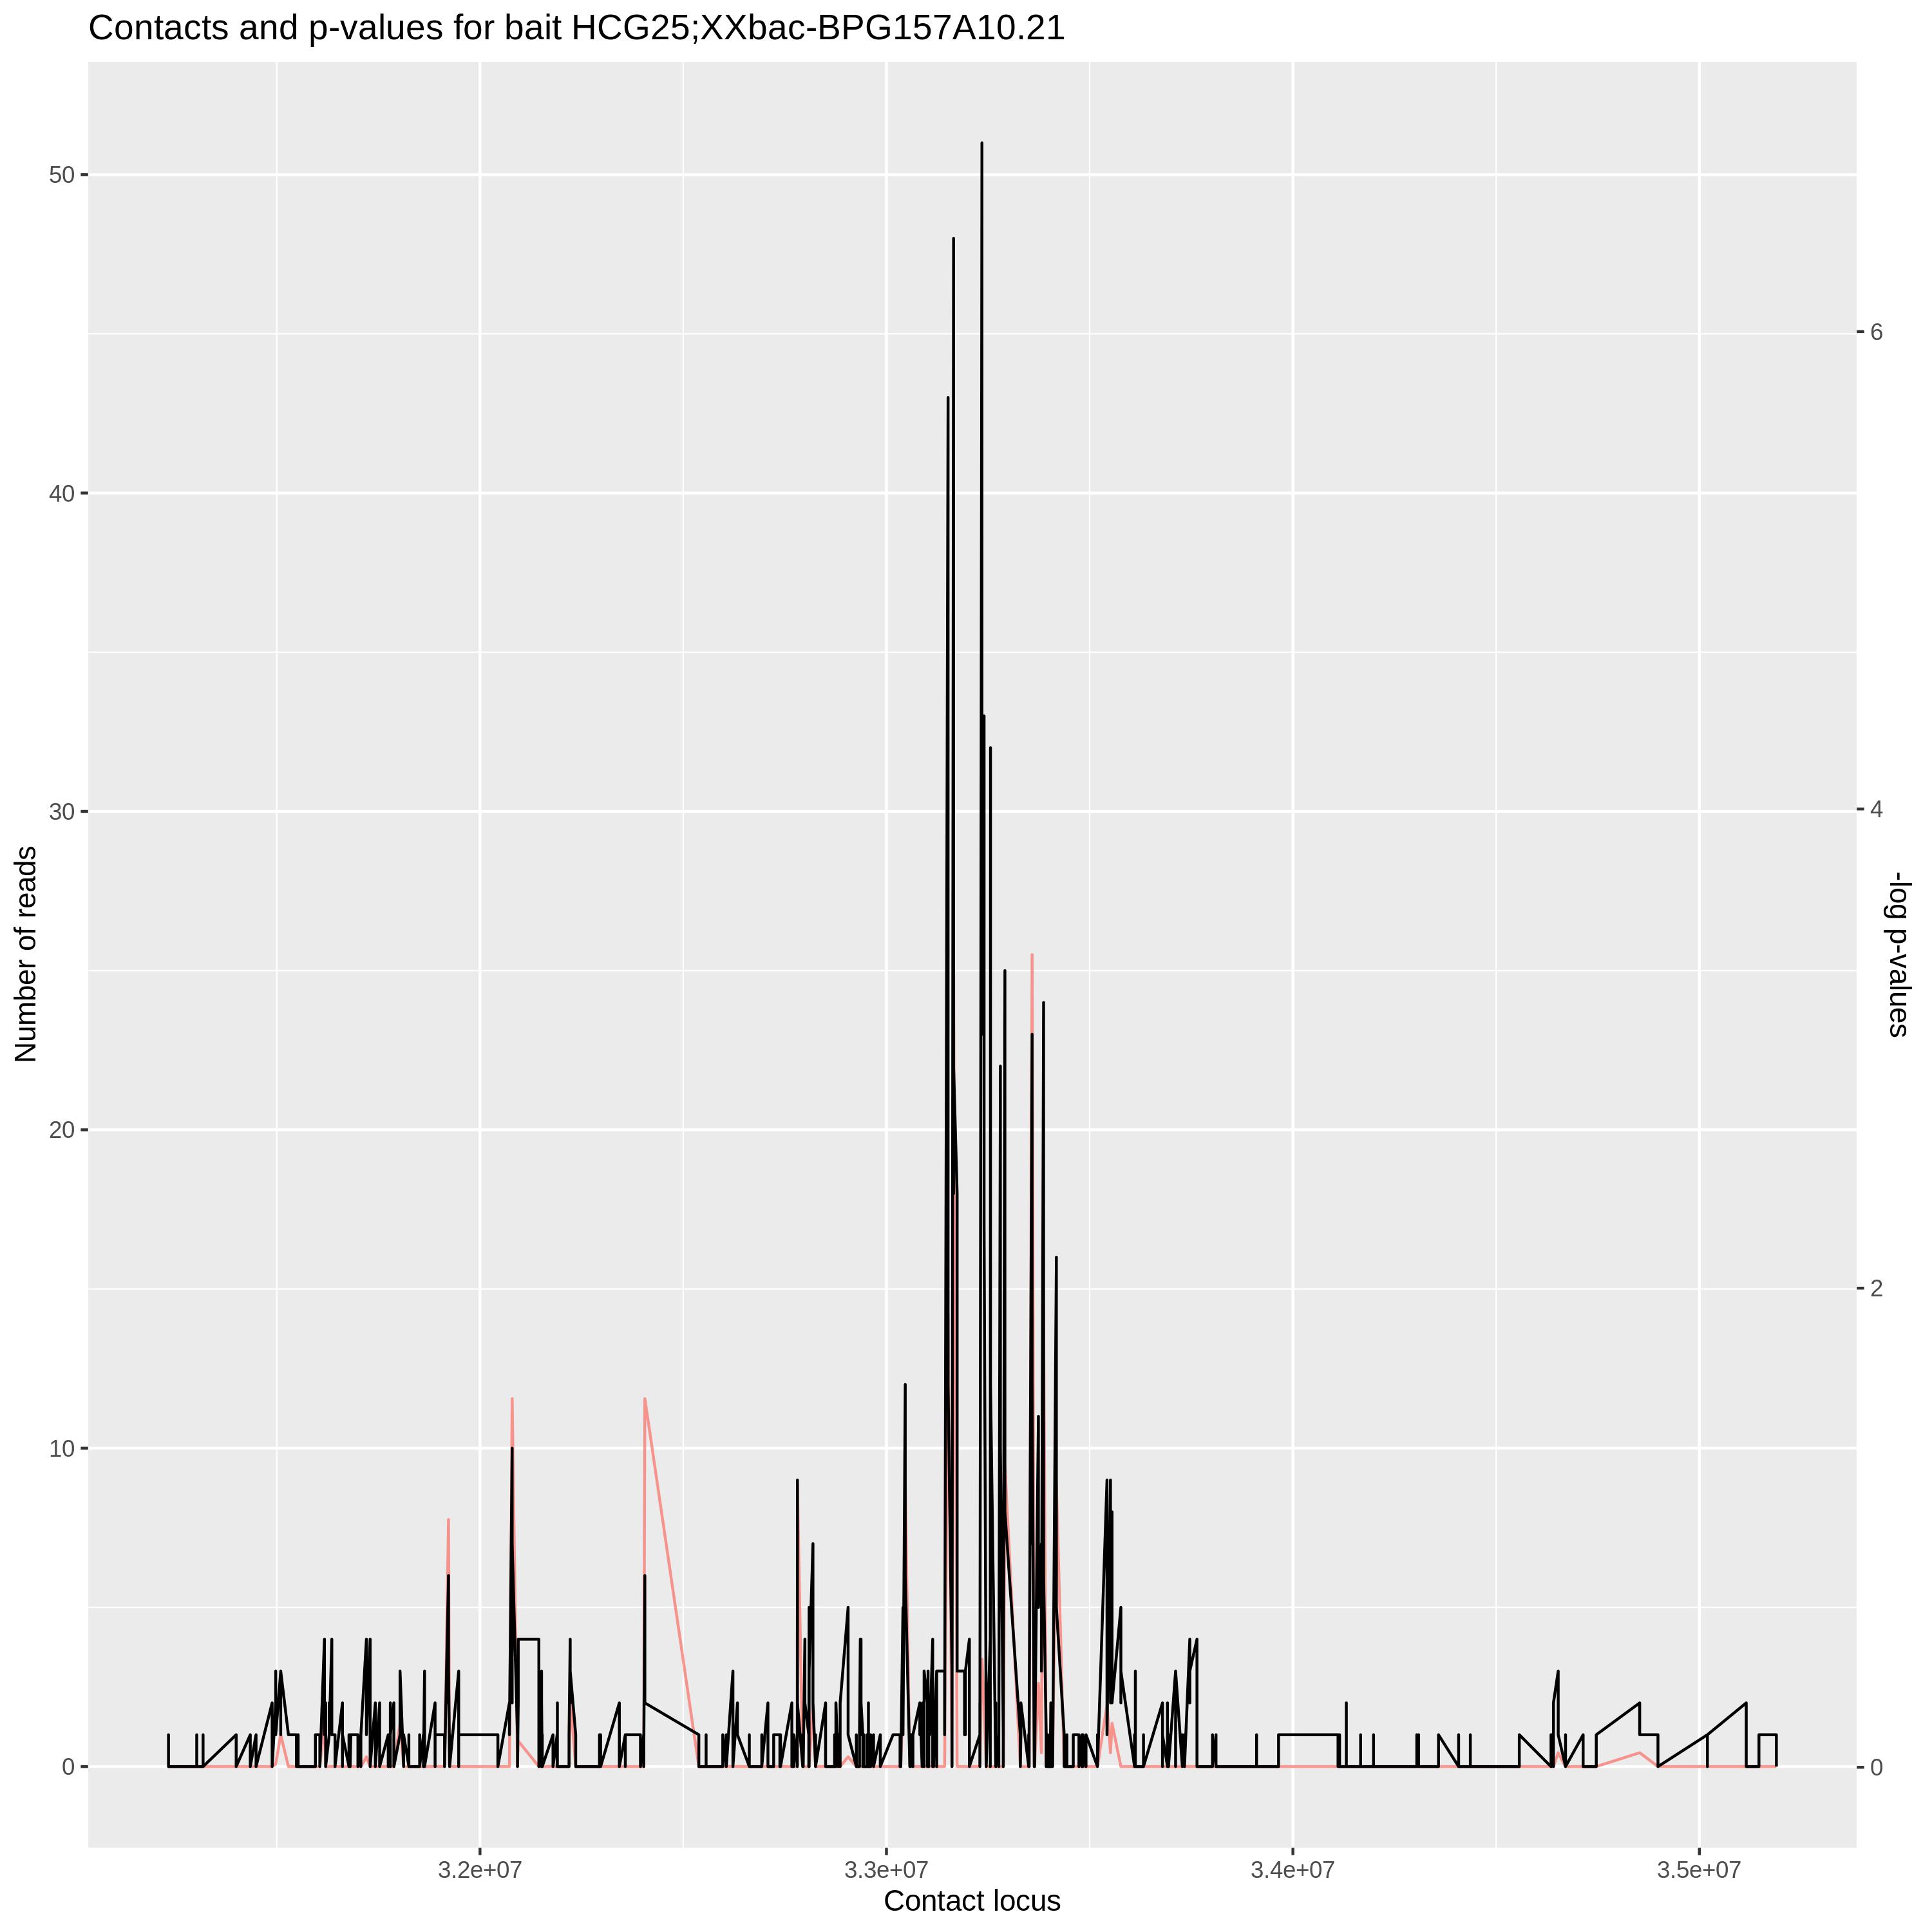 Contacts and p-values for bait HCG25;XXbac-BPG157A10.21
50
40
30
20
10
0
Number of reads
6
4
2
0
-log p-values
3.2e+07
3.3e+07
3.4e+07
3.5e+07
Contact locus